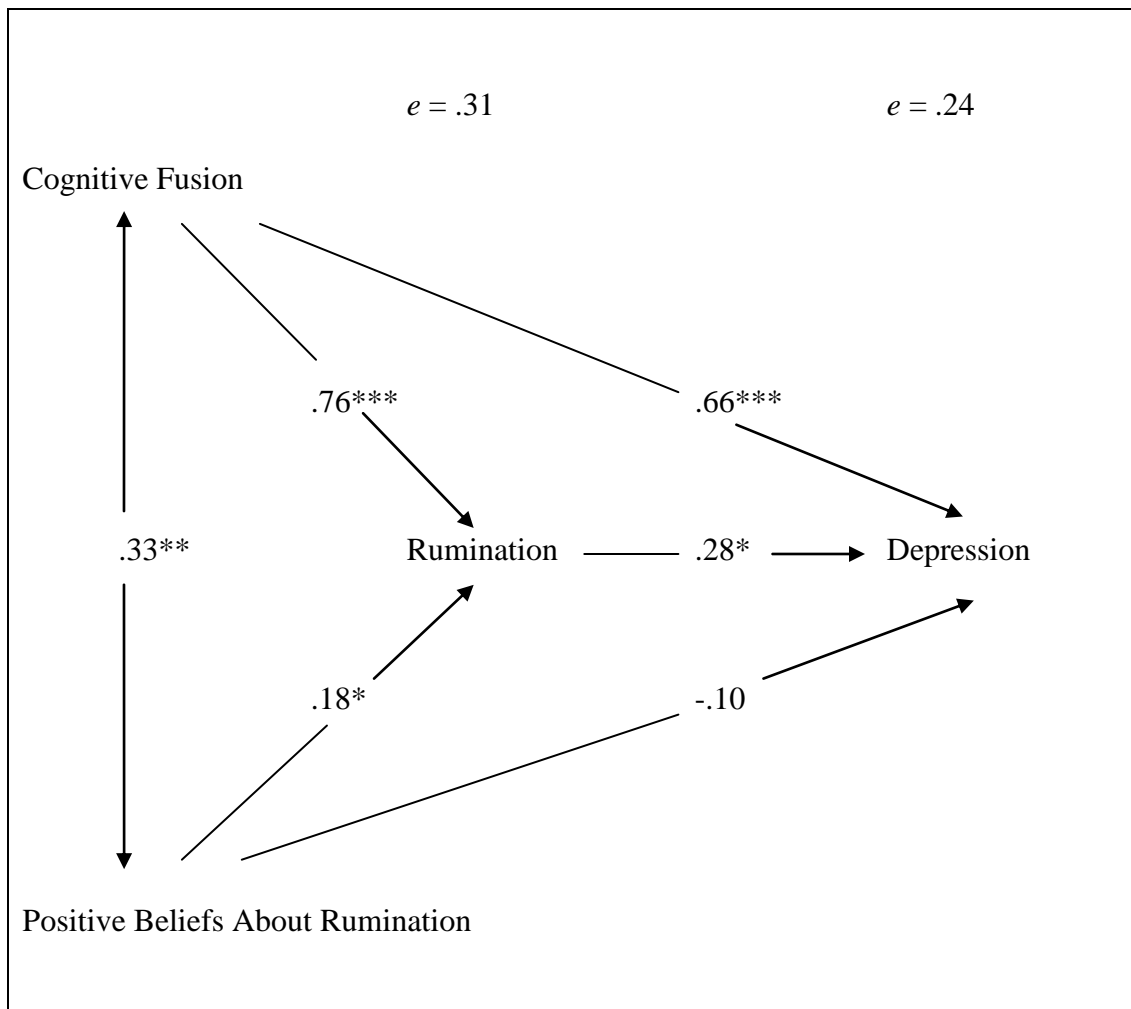 e = .31 e = .24
Cognitive Fusion
.76*** .66***
.33** Rumination .28* Depression
.18* -.10
Positive Beliefs About Rumination